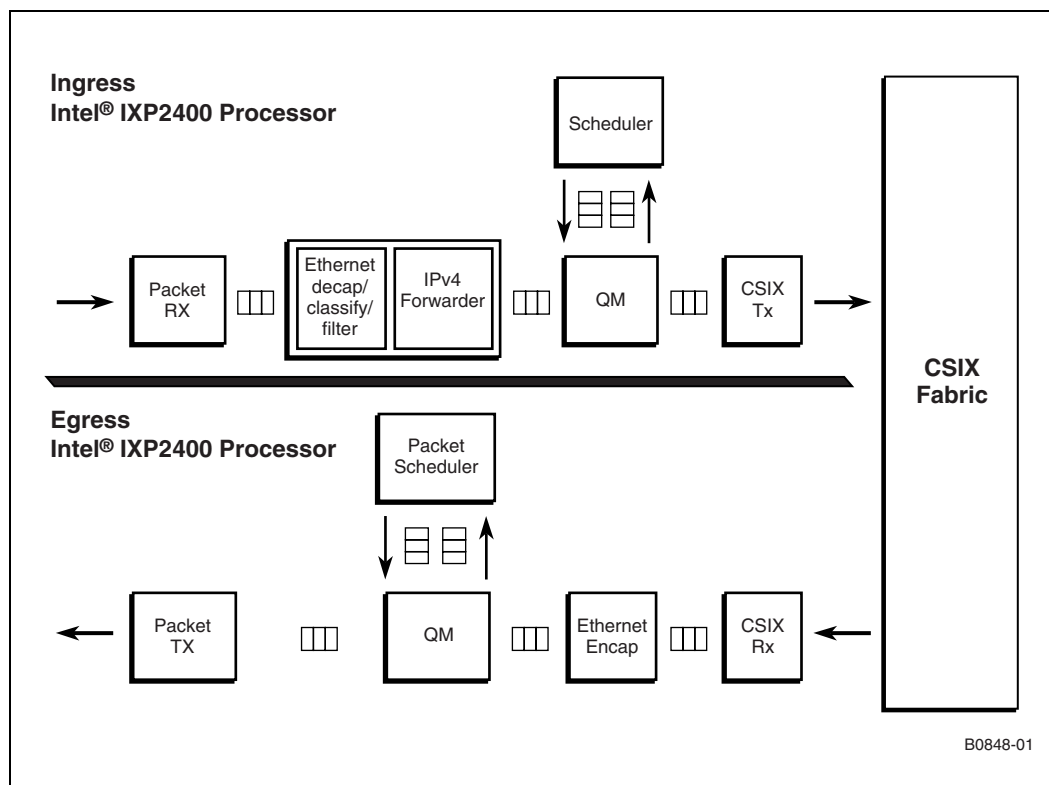 Ingress
Intel® IXP2400 Processor
Scheduler
Packet
RX
Ethernet
decap/
classify/
filter
IPv4
Forwarder
QM
CSIX
Tx
CSIX
Fabric
Egress
Intel® IXP2400 Processor
Packet
Scheduler
Packet
TX
QM
Ethernet
Encap
CSIX
Rx
B0848-01